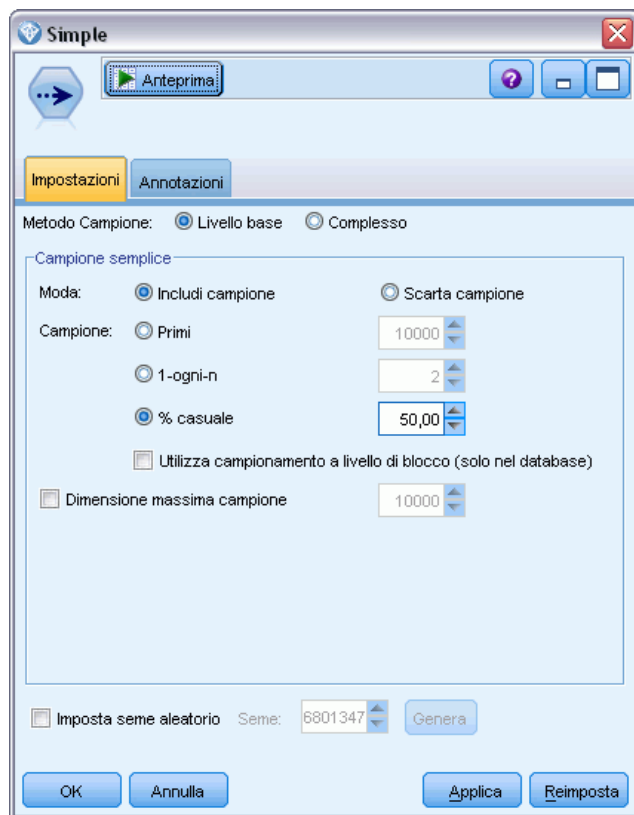 Simple
Anteprima
?
Impostazioni Annotazioni
Metodo Campione: Livello base Complesso
Campione semplice
Moda: Includi campione Scarta campione
Campione: Primi 10000
1-ogni-n 2
% casuale 50,00
Utilizza campionamento a livello di blocco (solo nel database)
Dimensione massima campione 10000
Imposta seme aleatorio Seme: 6801347 Genera
OK Annulla Applica Reimposta